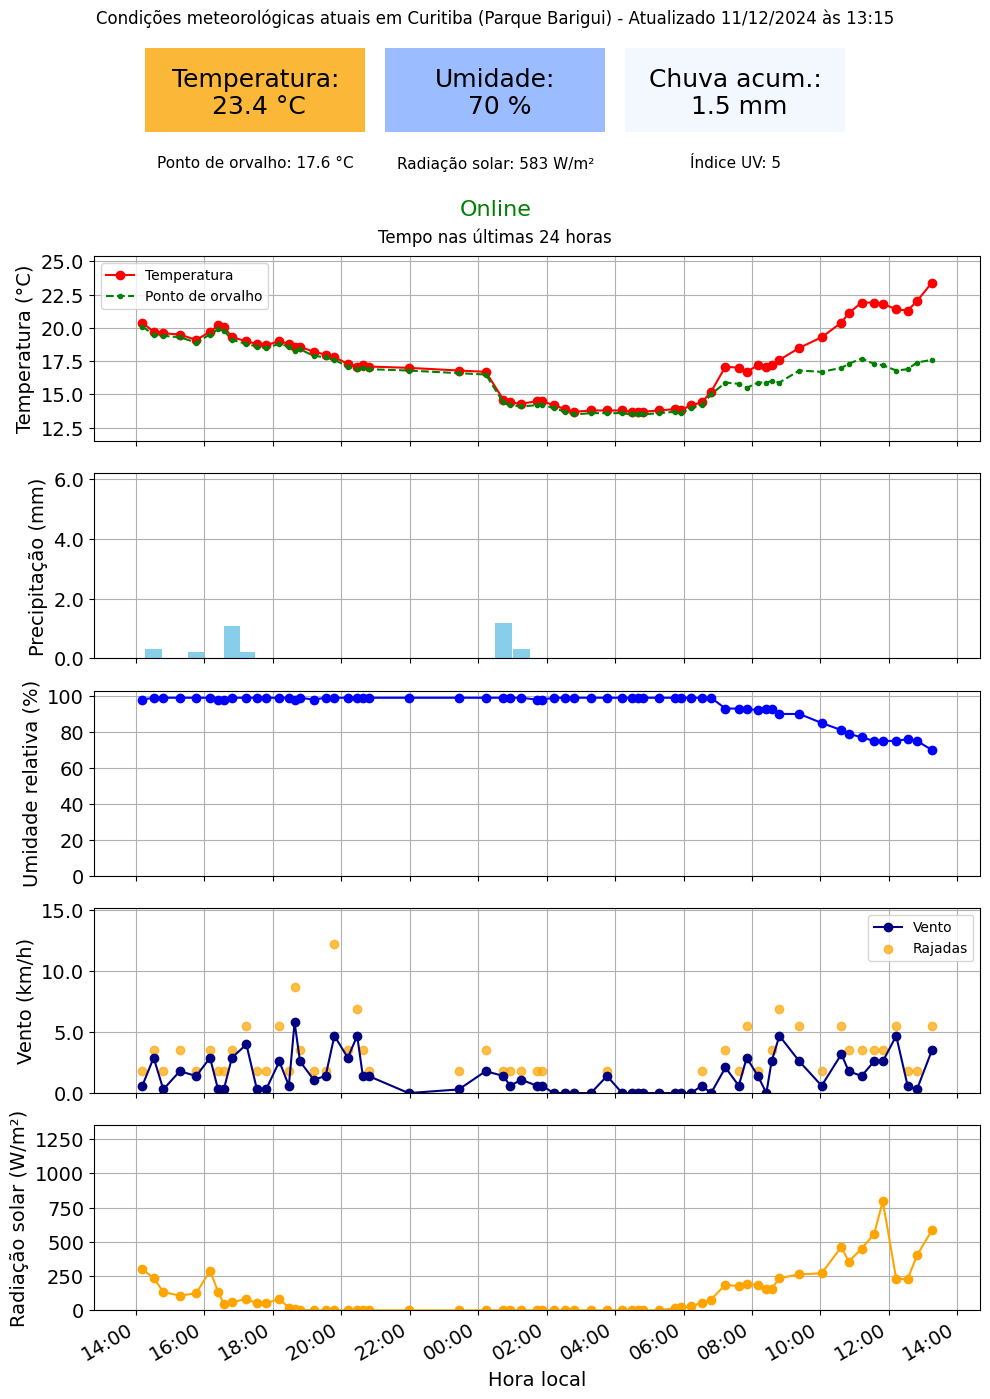 Condições meteorológicas atuais em Curitiba (Parque Barigui) - Atualizado 11/12/2024 às 13:15
Temperatura:
23.4 °C
Umidade:
70 %
Chuva acum.:
1.5 mm
Ponto de orvalho: 17.6 °C
Radiação solar: 583 W/m²
Índice UV: 5
Online
Tempo nas últimas 24 horas
Temperatura (°C)
25.0
22.5
20.0
17.5
15.0
12.5
Temperatura
Ponto de orvalho
Precipitação (mm)
6.0
4.0
2.0
0.0
Umidade relativa (%)
100
80
60
40
20
0
Vento (km/h)
15.0
10.0
5.0
0.0
Vento
Rajadas
Radiação solar (W/m²)
1250
1000
750
500
250
0
14:00
16:00
18:00
20:00
22:00
00:00
02:00
04:00
06:00
08:00
10:00
12:00
14:00
Hora local